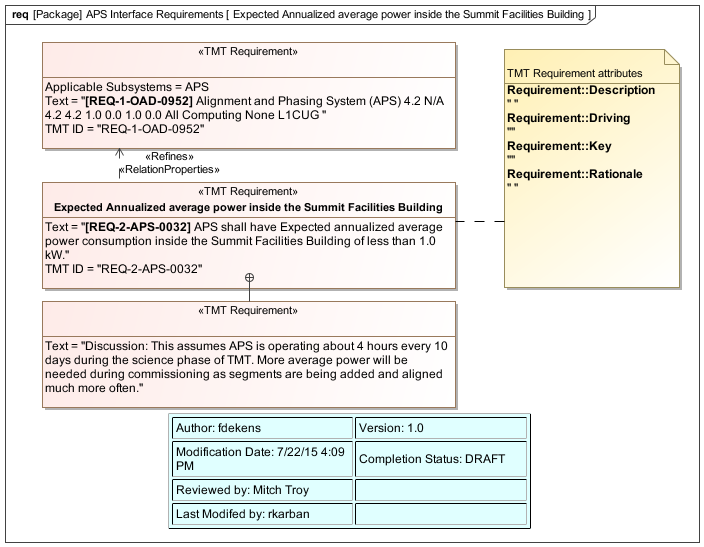 req [Package] APS Interface Requirements [ Expected Annualized average power inside the Summit Facilities Building ]
«TMT Requirement»
Applicable Subsystems = APS
Text = "[REQ-1-OAD-0952] Alignment and Phasing System (APS) 4.2 N/A
4.2 4.2 1.0 0.0 1.0 0.0 All Computing None L1CUG "
TMT ID = "REQ-1-OAD-0952"
«Refines»
«RelationProperties»
«TMT Requirement»
Expected Annualized average power inside the Summit Facilities Building
Text = "[REQ-2-APS-0032] APS shall have Expected annualized average
power consumption inside the Summit Facilities Building of less than 1.0
kW."
TMT ID = "REQ-2-APS-0032"
«TMT Requirement»
Text = "Discussion: This assumes APS is operating about 4 hours every 10
days during the science phase of TMT. More average power will be
needed during commissioning as segments are being added and aligned
much more often."
TMT Requirement attributes
Requirement::Description
" "
Requirement::Driving
""
Requirement::Key
""
Requirement::Rationale
" "
Author: fdekens
Version: 1.0
Modification Date: 7/22/15 4:09
PM
Completion Status: DRAFT
Reviewed by: Mitch Troy
Last Modifed by: rkarban